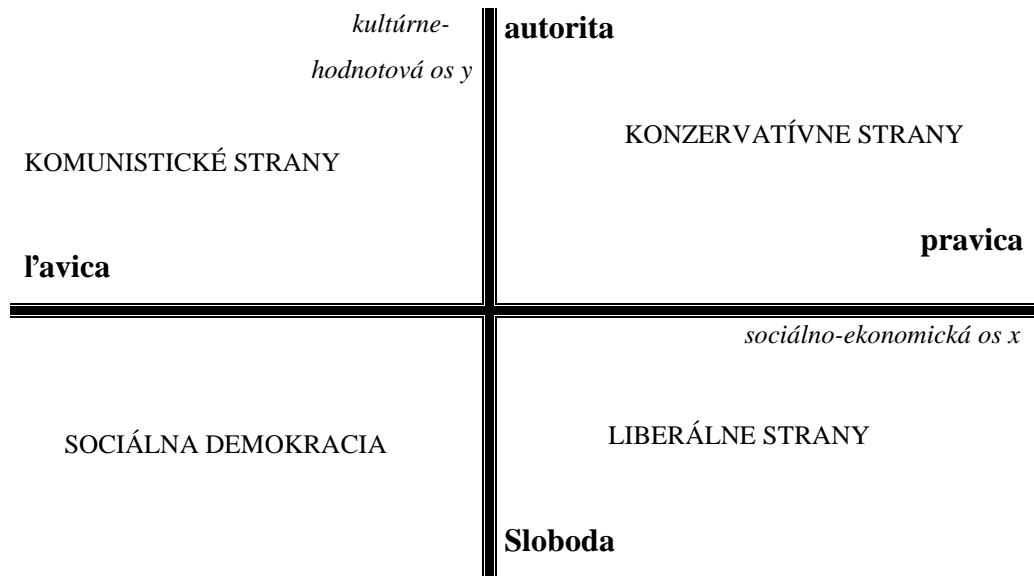 kultúrne-
hodnotová os y
autorita
KOMUNISTICKÉ STRANY
KONZERVATÍVNE STRANY
ľavica
pravica
sociálno-ekonomická os x
SOCIÁLNA DEMOKRACIA
LIBERÁLNE STRANY
Sloboda